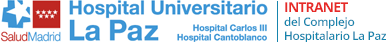 SaludMadrid
Hospital Universitario
La Paz
Hospital Carlos III
Hospital Cantoblanco
INTRANET
del Complejo
Hospitalario La Paz